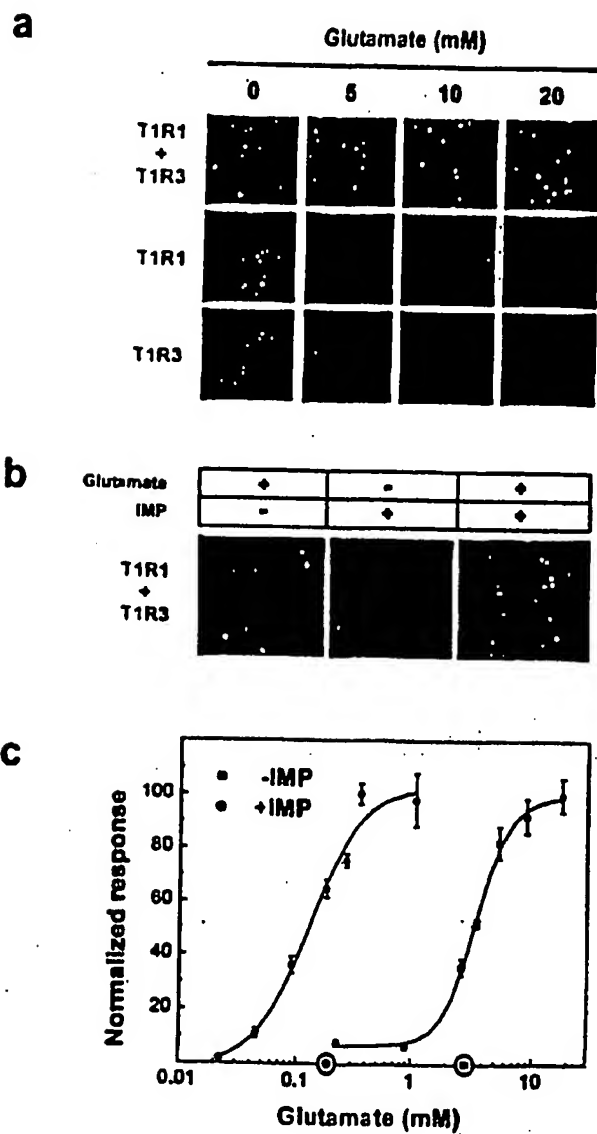 a
Glutamate (mM)
0 5 10 20
T1R1
+
T1R3
T1R1
T1R3
b
Glutamate + - +
IMP - + +
T1R1
+
T1R3
c
Normalized response
100
80
60
40
20
-IMP
+IMP
0.01 0.1 1 10
Glutamate (mM)